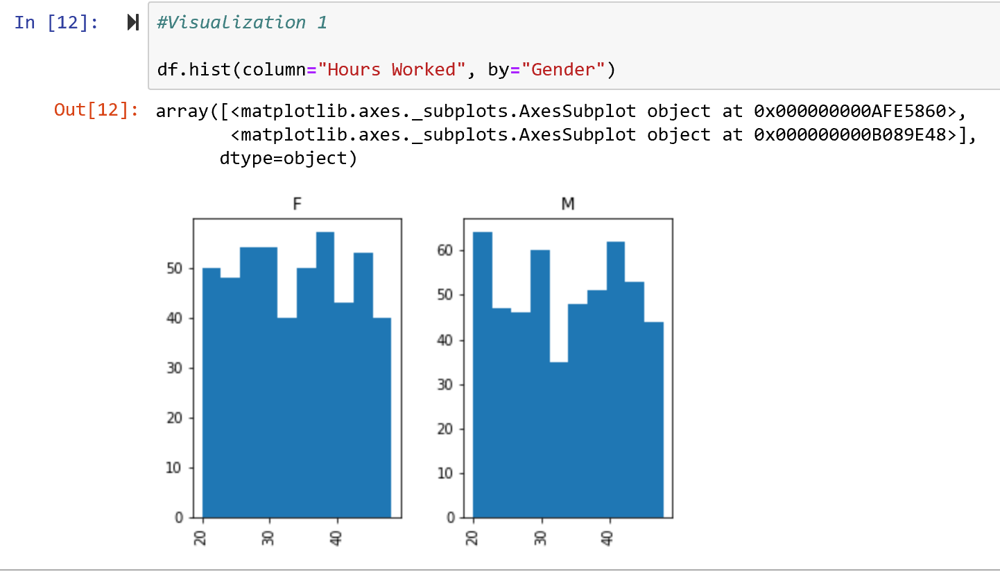 In [12]:
#Visualization 1
df.hist(column="Hours Worked", by="Gender")
Out[12]:
array([<matplotlib.axes._subplots.AxesSubplot object at 0x000000000AFE5860>,
<matplotlib.axes._subplots.AxesSubplot object at 0x000000000B089E48>],
dtype=object)
F
50
40
30
20
10
0
20 30 40
M
60
50
40
30
20
10
0
20 30 40